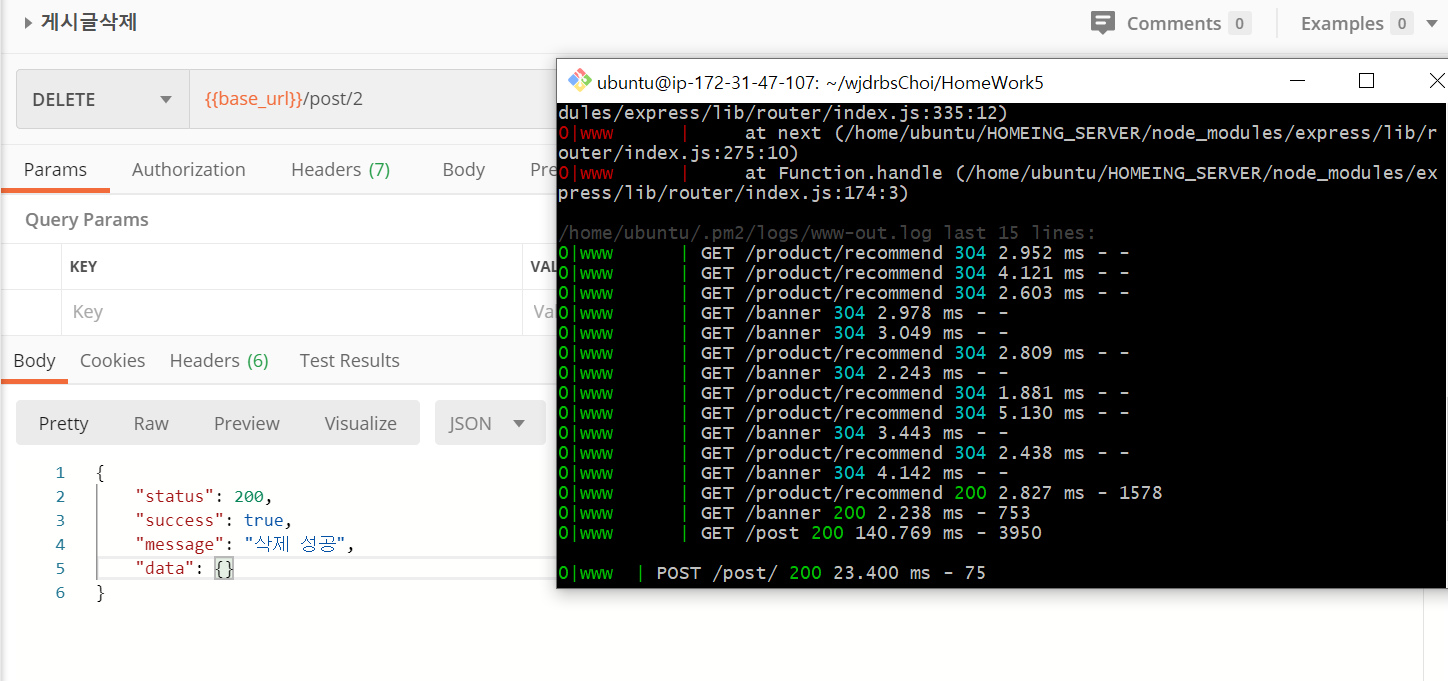 게시글삭제
Comments 0
Examples 0
DELETE
{{base_url}}/post/2
Params
Authorization
Headers (7)
Body
Pre
Query Params
KEY
VAL
Key
Val
Body
Cookies
Headers (6)
Test Results
Pretty
Raw
Preview
Visualize
JSON
1 {
2 "status": 200,
3 "success": true,
4 "message": "삭제 성공",
5 "data": {}
6 }
ubuntu@ip-172-31-47-107: ~/wjdrbsChoi/HomeWork5
dules/express/lib/router/index.js:335:12)
0|www | at next (/home/ubuntu/HOMEING_SERVER/node_modules/express/lib/r
outer/index.js:275:10)
0|www | at Function.handle (/home/ubuntu/HOMEING_SERVER/node_modules/ex
press/lib/router/index.js:174:3)
/home/ubuntu/.pm2/logs/www-out.log last 15 lines:
0|www | GET /product/recommend 304 2.952 ms - -
0|www | GET /product/recommend 304 4.121 ms - -
0|www | GET /product/recommend 304 2.603 ms - -
0|www | GET /banner 304 2.978 ms - -
0|www | GET /banner 304 3.049 ms - -
0|www | GET /product/recommend 304 2.809 ms - -
0|www | GET /banner 304 2.243 ms - -
0|www | GET /product/recommend 304 1.881 ms - -
0|www | GET /product/recommend 304 5.130 ms - -
0|www | GET /banner 304 3.443 ms - -
0|www | GET /product/recommend 304 2.438 ms - -
0|www | GET /banner 304 4.142 ms - -
0|www | GET /product/recommend 200 2.827 ms - 1578
0|www | GET /banner 200 2.238 ms - 753
0|www | GET /post 200 140.769 ms - 3950
0|www | POST /post/ 200 23.400 ms - 75